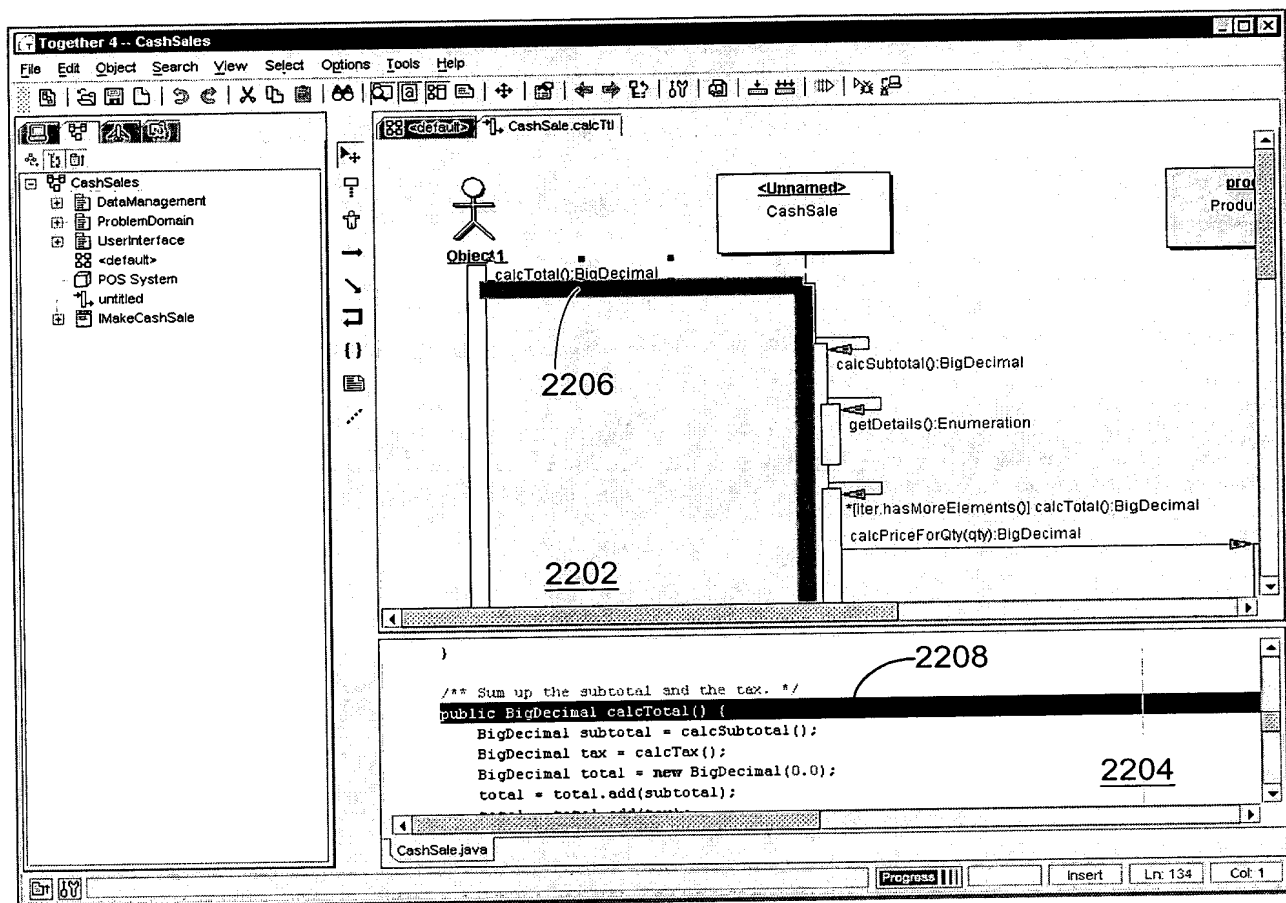 Together 4 -- CashSales
File Edit Object Search View Select Options Tools Help
<default> CashSale.calcTtl
CashSales
DataManagement
ProblemDomain
UserInterface
<default>
POS System
untitled
IMakeCashSale
Object1
<Unnamed>
CashSale
Produ
calcTotal():BigDecimal
2206
calcSubtotal():BigDecimal
getDetails():Enumeration
*[iter.hasMoreElements()] calcTotal():BigDecimal
calcPriceForQty(qty):BigDecimal
2202
}
2208
/** Sum up the subtotal and the tax. */
public BigDecimal calcTotal() {
BigDecimal subtotal = calcSubtotal();
BigDecimal tax = calcTax();
BigDecimal total = new BigDecimal(0.0);
2204
total = total.add(subtotal);
CashSale.java
Progress Insert Ln: 134 Col: 1